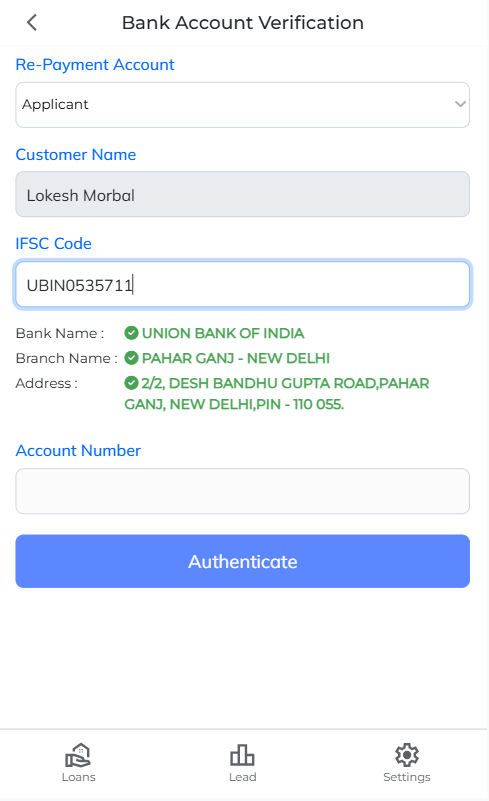 Bank Account Verification
Re-Payment Account
Applicant
Customer Name
Lokesh Morbal
IFSC Code
UBIN0535711
Bank Name : UNION BANK OF INDIA
Branch Name : PAHAR GANJ - NEW DELHI
Address : 2/2, DESH BANDHU GUPTA ROAD,PAHAR
GANJ, NEW DELHI,PIN - 110 055.
Account Number
Authenticate
Loans Lead Settings